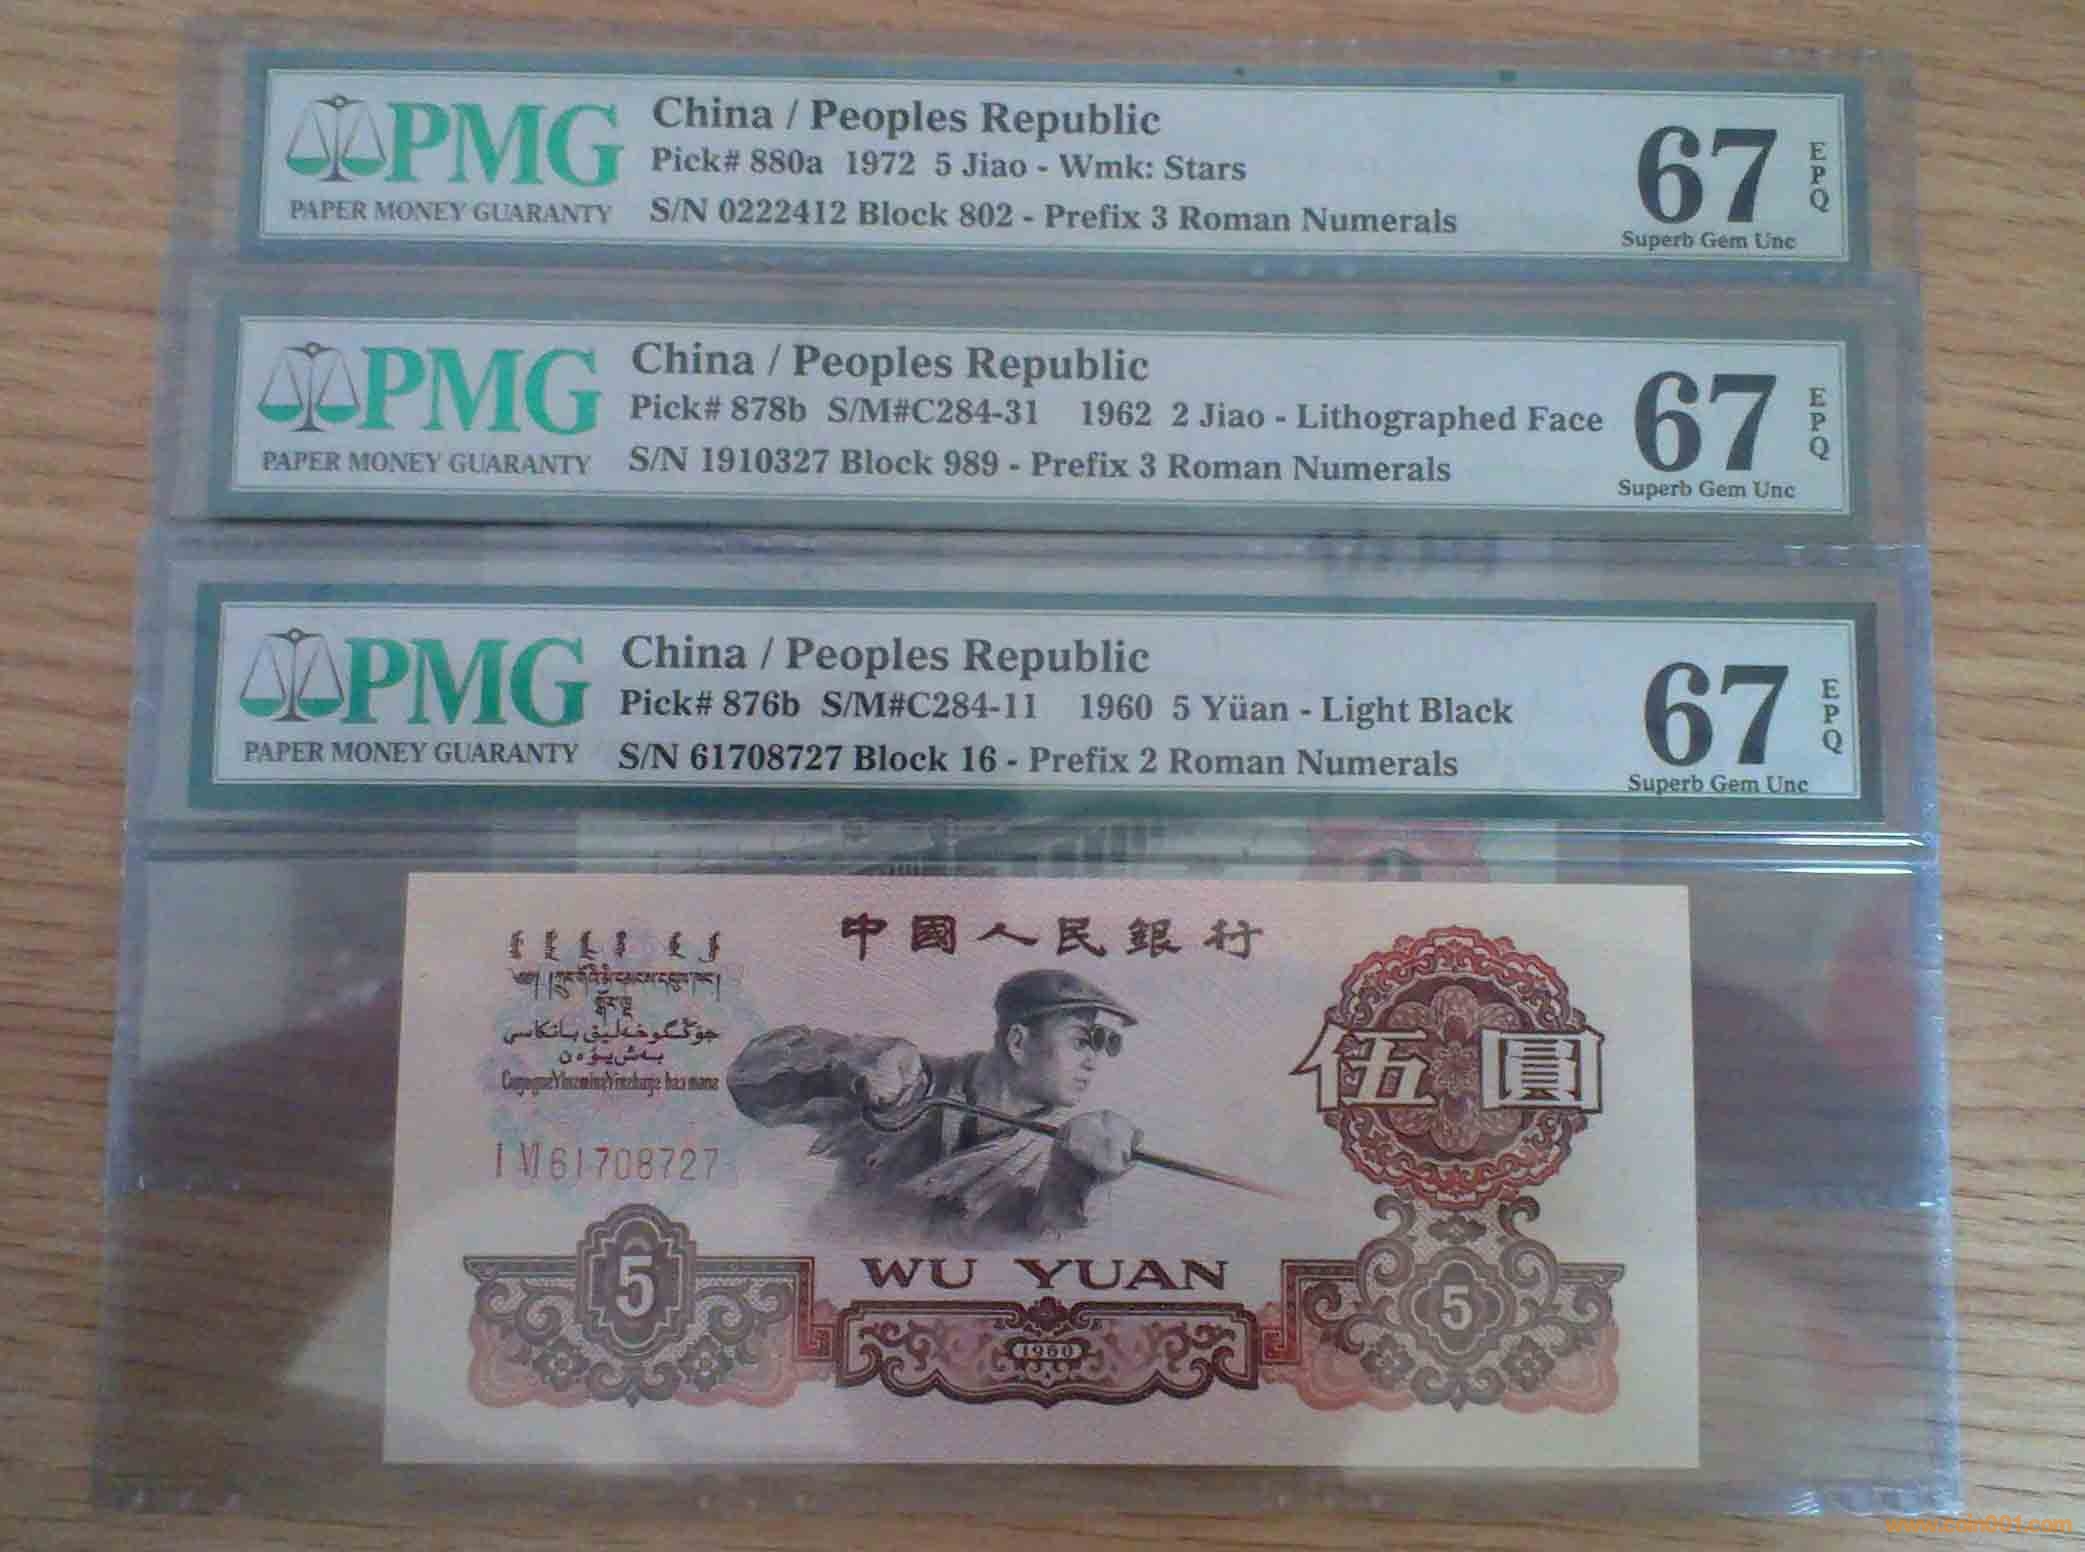 PMG
PAPER MONEY GUARANTY
China / Peoples Republic
Pick# 880a 1972 5 Jiao - Wmk: Stars
S/N 0222412 Block 802 - Prefix 3 Roman Numerals
67
EPQ
Superb Gem Unc
PMG
PAPER MONEY GUARANTY
China / Peoples Republic
Pick# 878b S/M#C284-31 1962 2 Jiao - Lithographed Face
S/N 1910327 Block 989 - Prefix 3 Roman Numerals
67
EPQ
Superb Gem Unc
PMG
PAPER MONEY GUARANTY
China / Peoples Republic
Pick# 876b S/M#C284-11 1960 5 Yüan - Light Black
S/N 61708727 Block 16 - Prefix 2 Roman Numerals
67
EPQ
Superb Gem Unc
中國人民銀行
伍圓
I VI 61708727
WU YUAN
5
5
1960